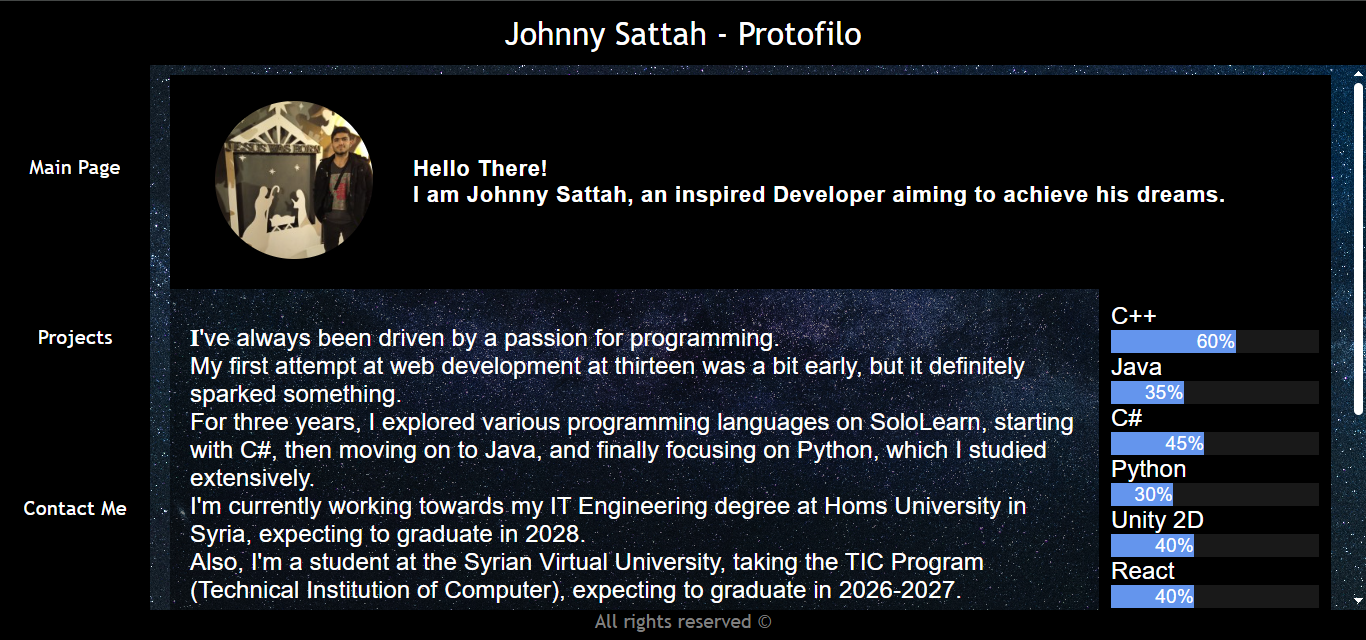 Johnny Sattah - Protofilo
Main Page
Projects
Contact Me
JESUS WAS BORN
Hello There!
I am Johnny Sattah, an inspired Developer aiming to achieve his dreams.
I've always been driven by a passion for programming.
My first attempt at web development at thirteen was a bit early, but it definitely
sparked something.
For three years, I explored various programming languages on SoloLearn, starting
with C#, then moving on to Java, and finally focusing on Python, which I studied
extensively.
I'm currently working towards my IT Engineering degree at Homs University in
Syria, expecting to graduate in 2028.
Also, I'm a student at the Syrian Virtual University, taking the TIC Program
(Technical Institution of Computer), expecting to graduate in 2026-2027.
C++
60%
Java
35%
C#
45%
Python
30%
Unity 2D
40%
React
40%
All rights reserved ©